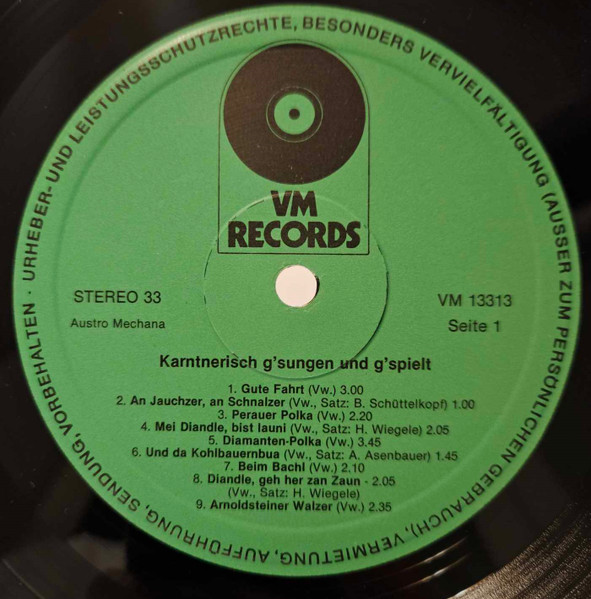 URHEBER- UND LEISTUNGSSCHUTZRECHTE, BESONDERS VERVIELFÄLTIGUNG (AUSSER ZUM PERSÖNLICHEN GEBRAUCH), VERMIETUNG, AUFFÜHRUNG, SENDUNG, VORBEHALTEN ·
VM
RECORDS
STEREO 33
VM 13313
Austro Mechana
Seite 1
Karntnerisch g'sungen und g'spielt
1. Gute Fahrt (Vw.) 3.00
2. An Jauchzer, an Schnalzer (Vw., Satz: B. Schüttelkopf) 1.00
3. Perauer Polka (Vw.) 2.20
4. Mei Diandle, bist launi (Vw., Satz: H. Wiegele) 2.05
5. Diamanten-Polka (Vw.) 3.45
6. Und da Kohlbauernbua (Vw., Satz: A. Asenbauer) 1.45
7. Beim Bachl (Vw.) 2.10
8. Diandle, geh her zan Zaun - 2.05
(Vw., Satz: H. Wiegele)
9. Arnoldsteiner Walzer (Vw.) 2.35